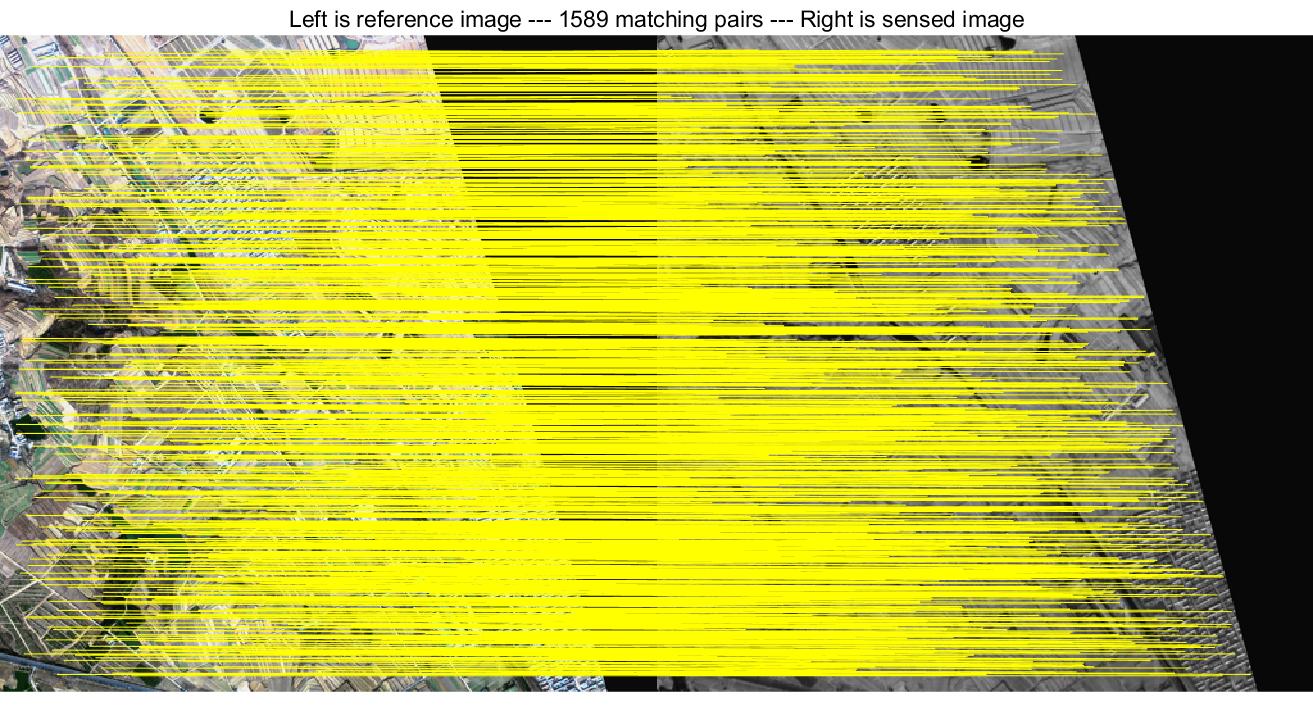 Left is reference image --- 1589 matching pairs --- Right is sensed image